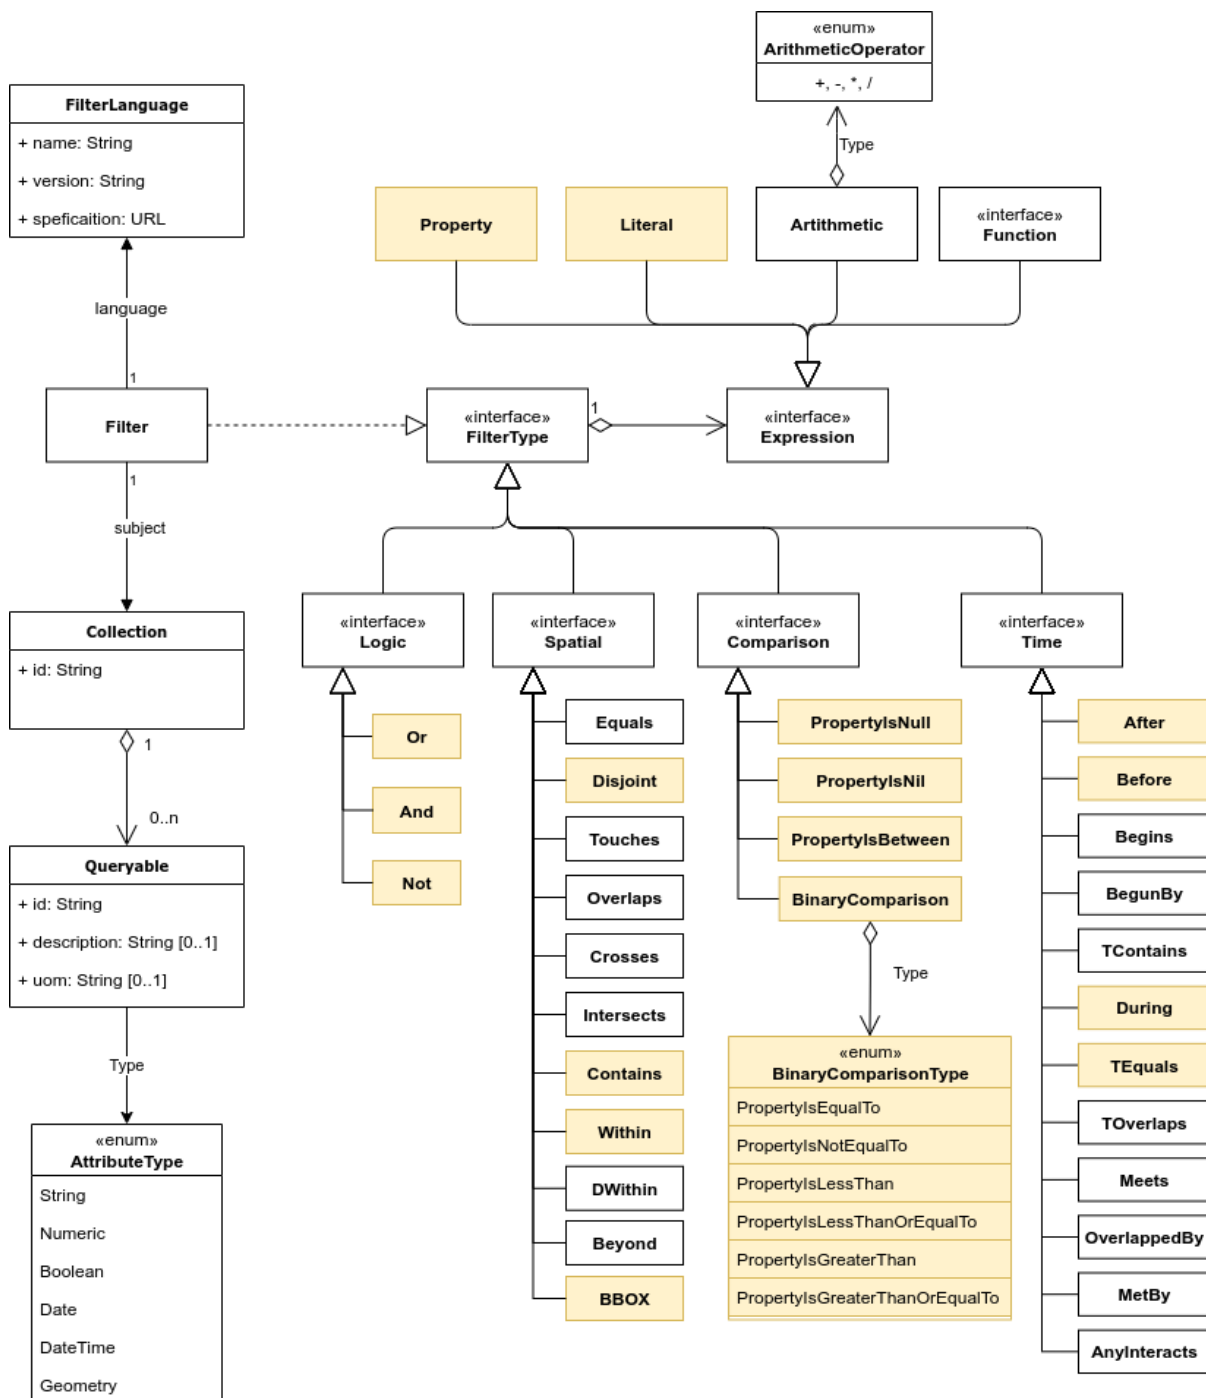 «enum»
ArithmeticOperator
+, -, *, /
Type
FilterLanguage
+ name: String
+ version: String
+ speficaition: URL
language
1
Property
Literal
Artithmetic
«interface»
Function
Filter
1
subject
«interface»
FilterType
1
«interface»
Expression
Collection
+ id: String
1
0..n
Queryable
+ id: String
+ description: String [0..1]
+ uom: String [0..1]
Type
«enum»
AttributeType
String
Numeric
Boolean
Date
DateTime
Geometry
«interface»
Logic
Or
And
Not
«interface»
Spatial
Equals
Disjoint
Touches
Overlaps
Crosses
Intersects
Contains
Within
DWithin
Beyond
BBOX
«interface»
Comparison
PropertyIsNull
PropertyIsNil
PropertyIsBetween
BinaryComparison
Type
«enum»
BinaryComparisonType
PropertyIsEqualTo
PropertyIsNotEqualTo
PropertyIsLessThan
PropertyIsLessThanOrEqualTo
PropertyIsGreaterThan
PropertyIsGreaterThanOrEqualTo
«interface»
Time
After
Before
Begins
BegunBy
TContains
During
TEquals
TOverlaps
Meets
OverlappedBy
MetBy
AnyInteracts